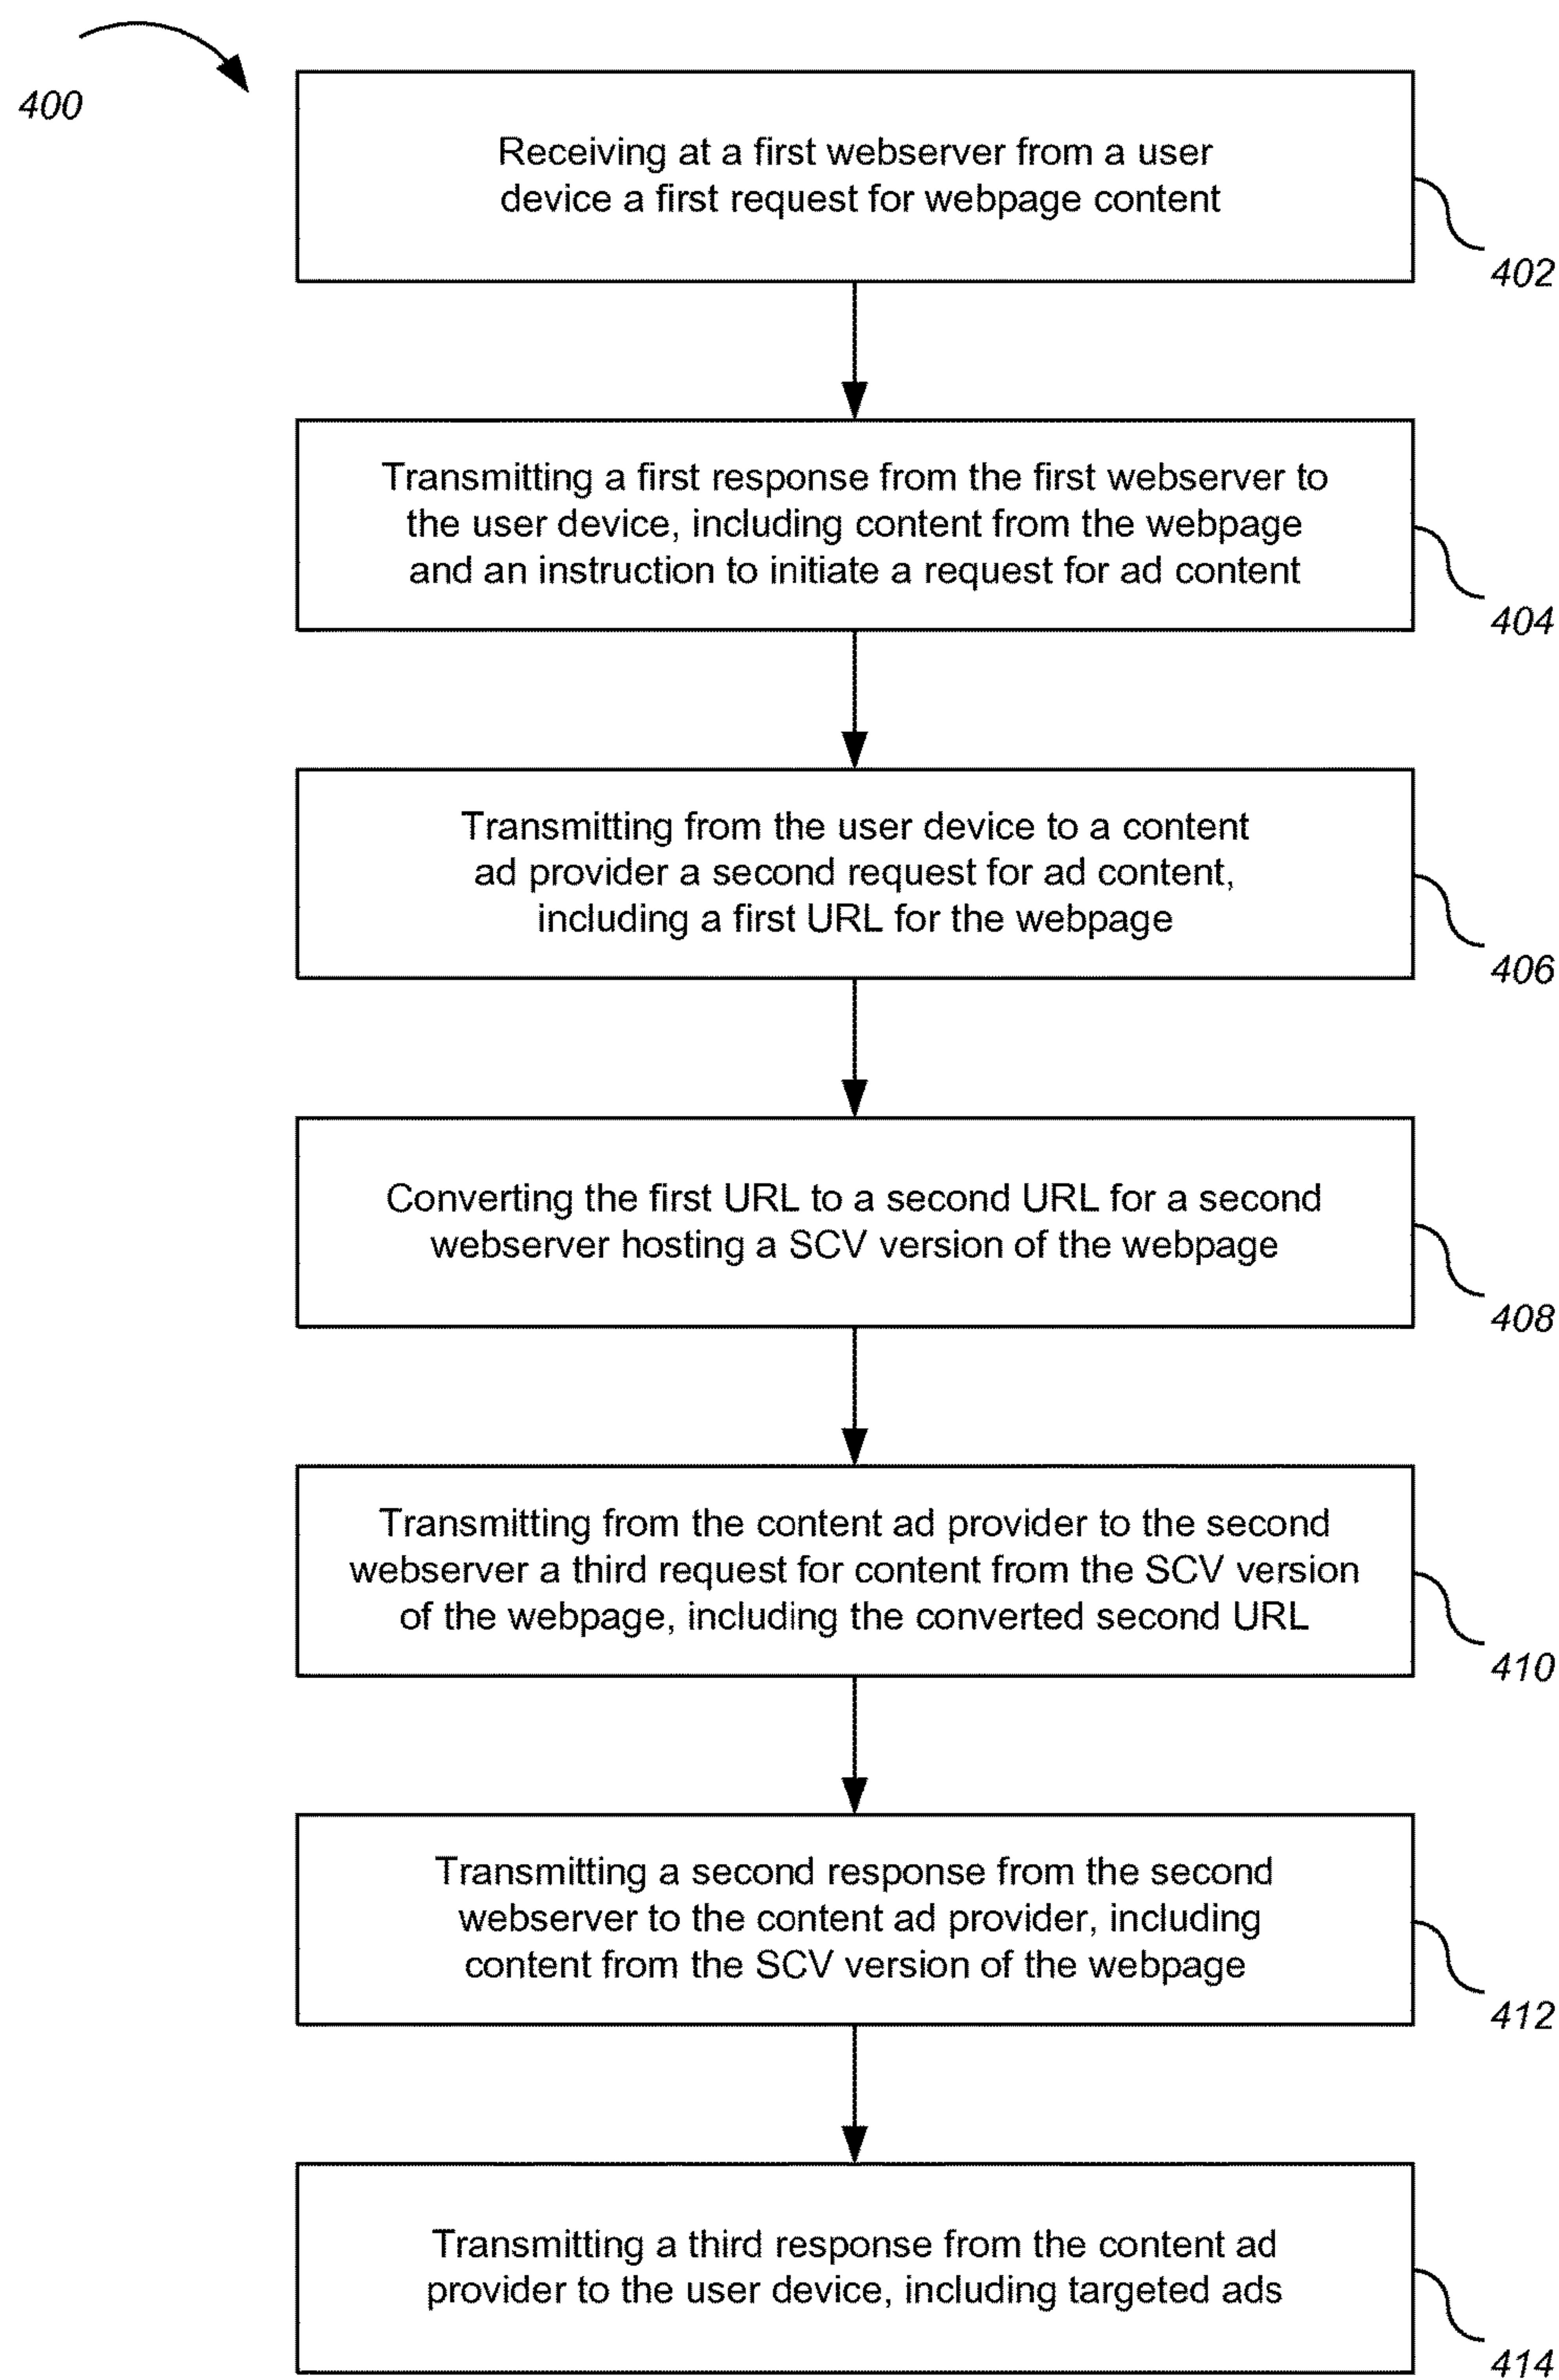 400
Receiving at a first webserver from a user
device a first request for webpage content
402
Transmitting a first response from the first webserver to
the user device, including content from the webpage
and an instruction to initiate a request for ad content
404
Transmitting from the user device to a content
ad provider a second request for ad content,
including a first URL for the webpage
406
Converting the first URL to a second URL for a second
webserver hosting a SCV version of the webpage
408
Transmitting from the content ad provider to the second
webserver a third request for content from the SCV version
of the webpage, including the converted second URL
410
Transmitting a second response from the second
webserver to the content ad provider, including
content from the SCV version of the webpage
412
Transmitting a third response from the content ad
provider to the user device, including targeted ads
414